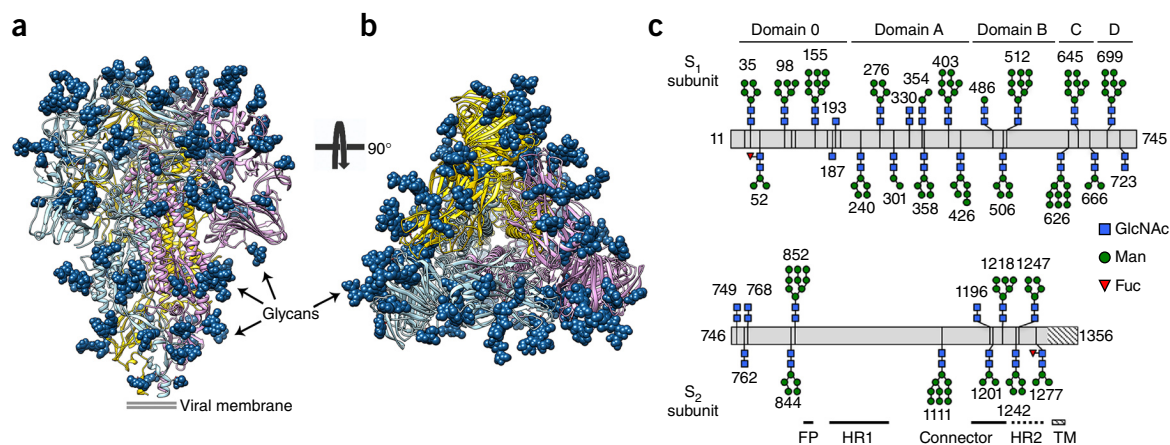 a
b
c
90°
Glycans
Viral membrane
Domain 0 Domain A Domain B C D
S1 subunit
35 98 155 193 276 330 354 403 486 512 645 699
11 745
52 187 240 301 358 426 506 626 666 723
GlcNAc
Man
Fuc
S2 subunit
749 768 852 1196 1218 1247
746 1356
762 844 1111 1201 1242 1277
FP HR1 Connector HR2 TM